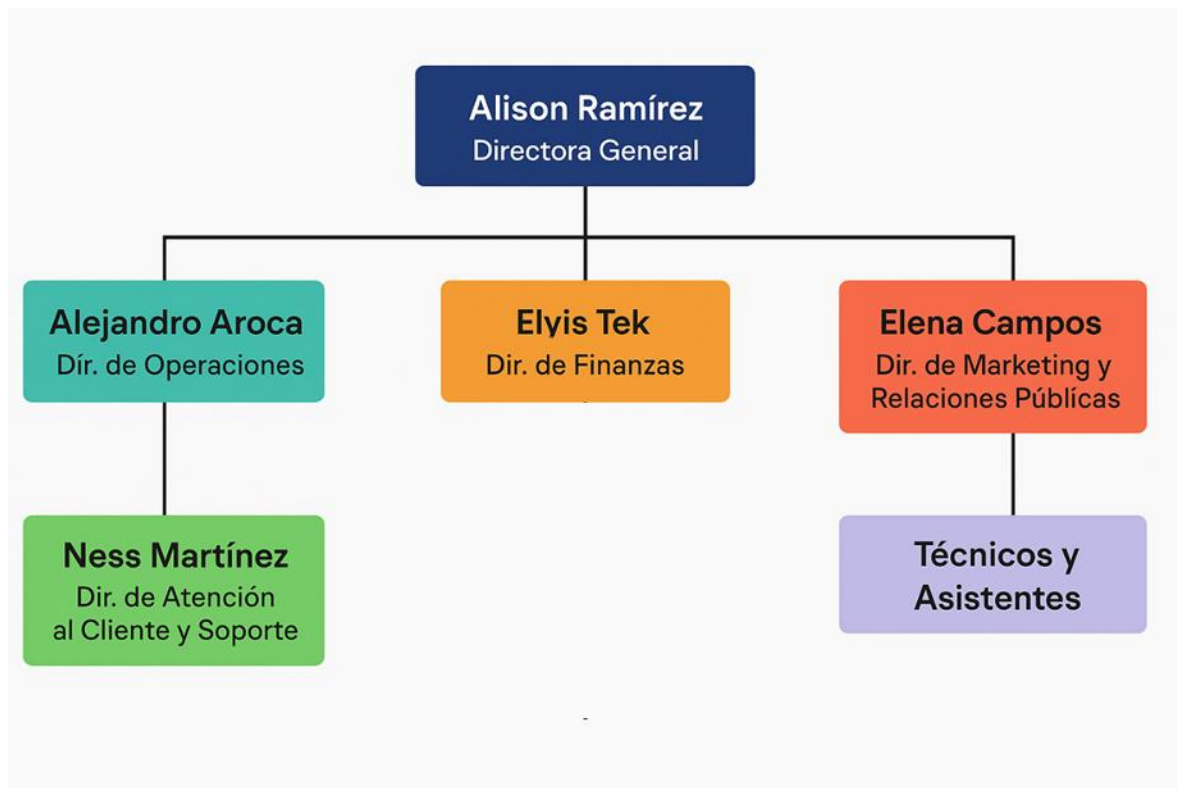 Alison Ramírez
Directora General
Alejandro Aroca
Dír. de Operaciones
Elyis Tek
Dir. de Finanzas
Elena Campos
Dir. de Marketing y
Relaciones Públícas
Ness Martínez
Dir. de Atención
al Cliente y Soporte
Técnicos y
Asistentes